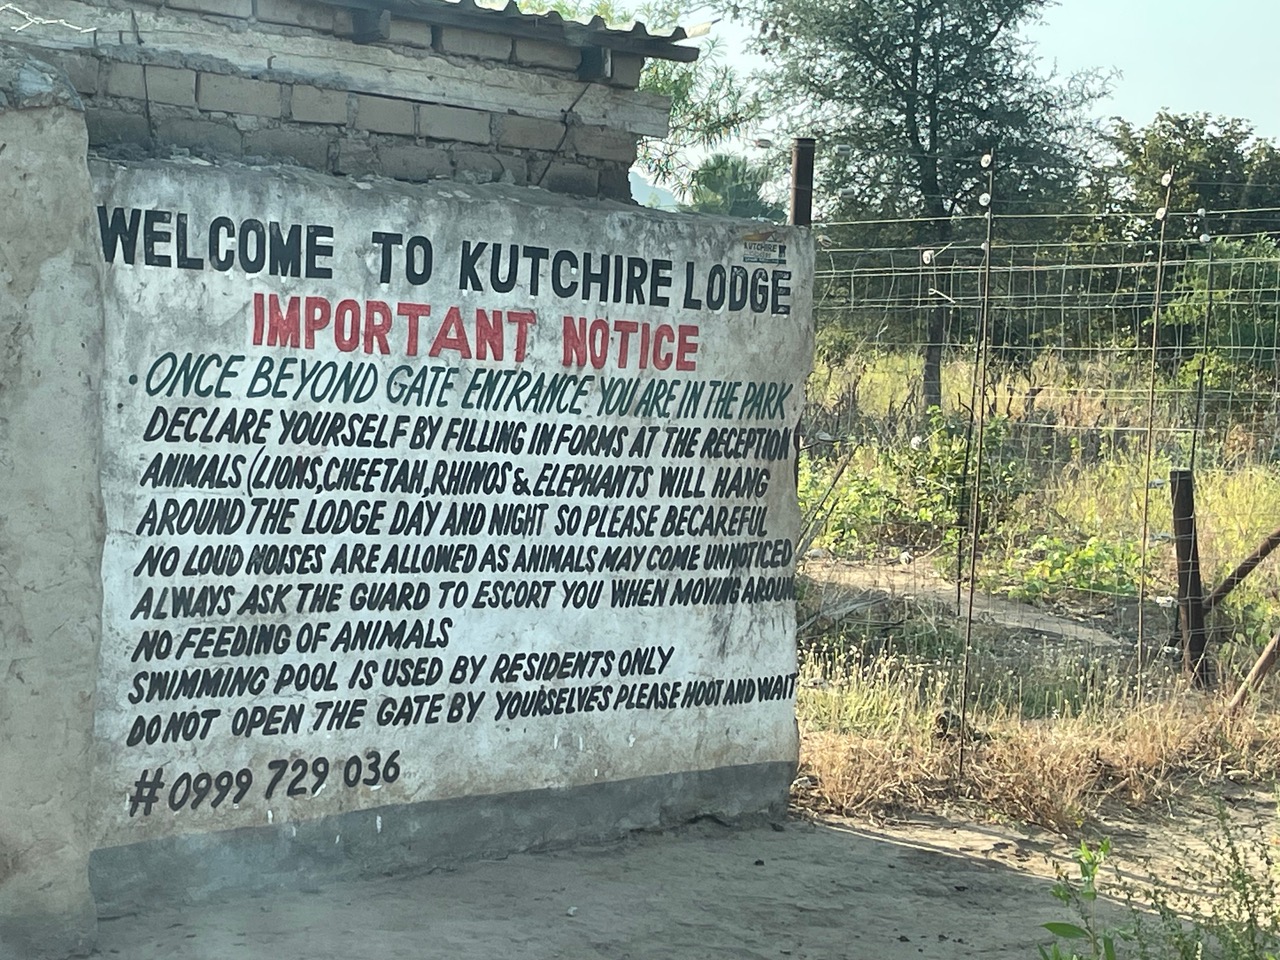 WELCOME TO KUTCHIRE LODGE
KUTCHIRE
IMPORTANT NOTICE
• ONCE BEYOND GATE ENTRANCE YOU ARE IN THE PARK
DECLARE YOURSELF BY FILLING IN FORMS AT THE RECEPTION
ANIMALS (LIONS, CHEETAH, RHINOS & ELEPHANTS WILL HANG
AROUND THE LODGE DAY AND NIGHT SO PLEASE BECAREFUL
NO LOUD NOISES ARE ALLOWED AS ANIMALS MAY COME UNNOTICED
ALWAYS ASK THE GUARD TO ESCORT YOU WHEN MOVING AROUN
NO FEEDING OF ANIMALS
SWIMMING POOL IS USED BY RESIDENTS ONLY
DO NOT OPEN THE GATE BY YOURSELVES PLEASE HOOT AND WAIT
#0999 729 036